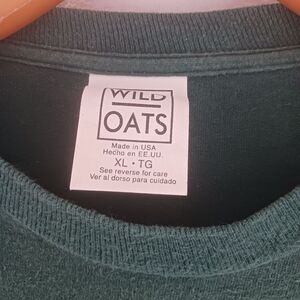 WILD
OATS
Made in USA
Hecho en EE.UU.
XL • TG
See reverse for care
Ver al dorso para cuidado